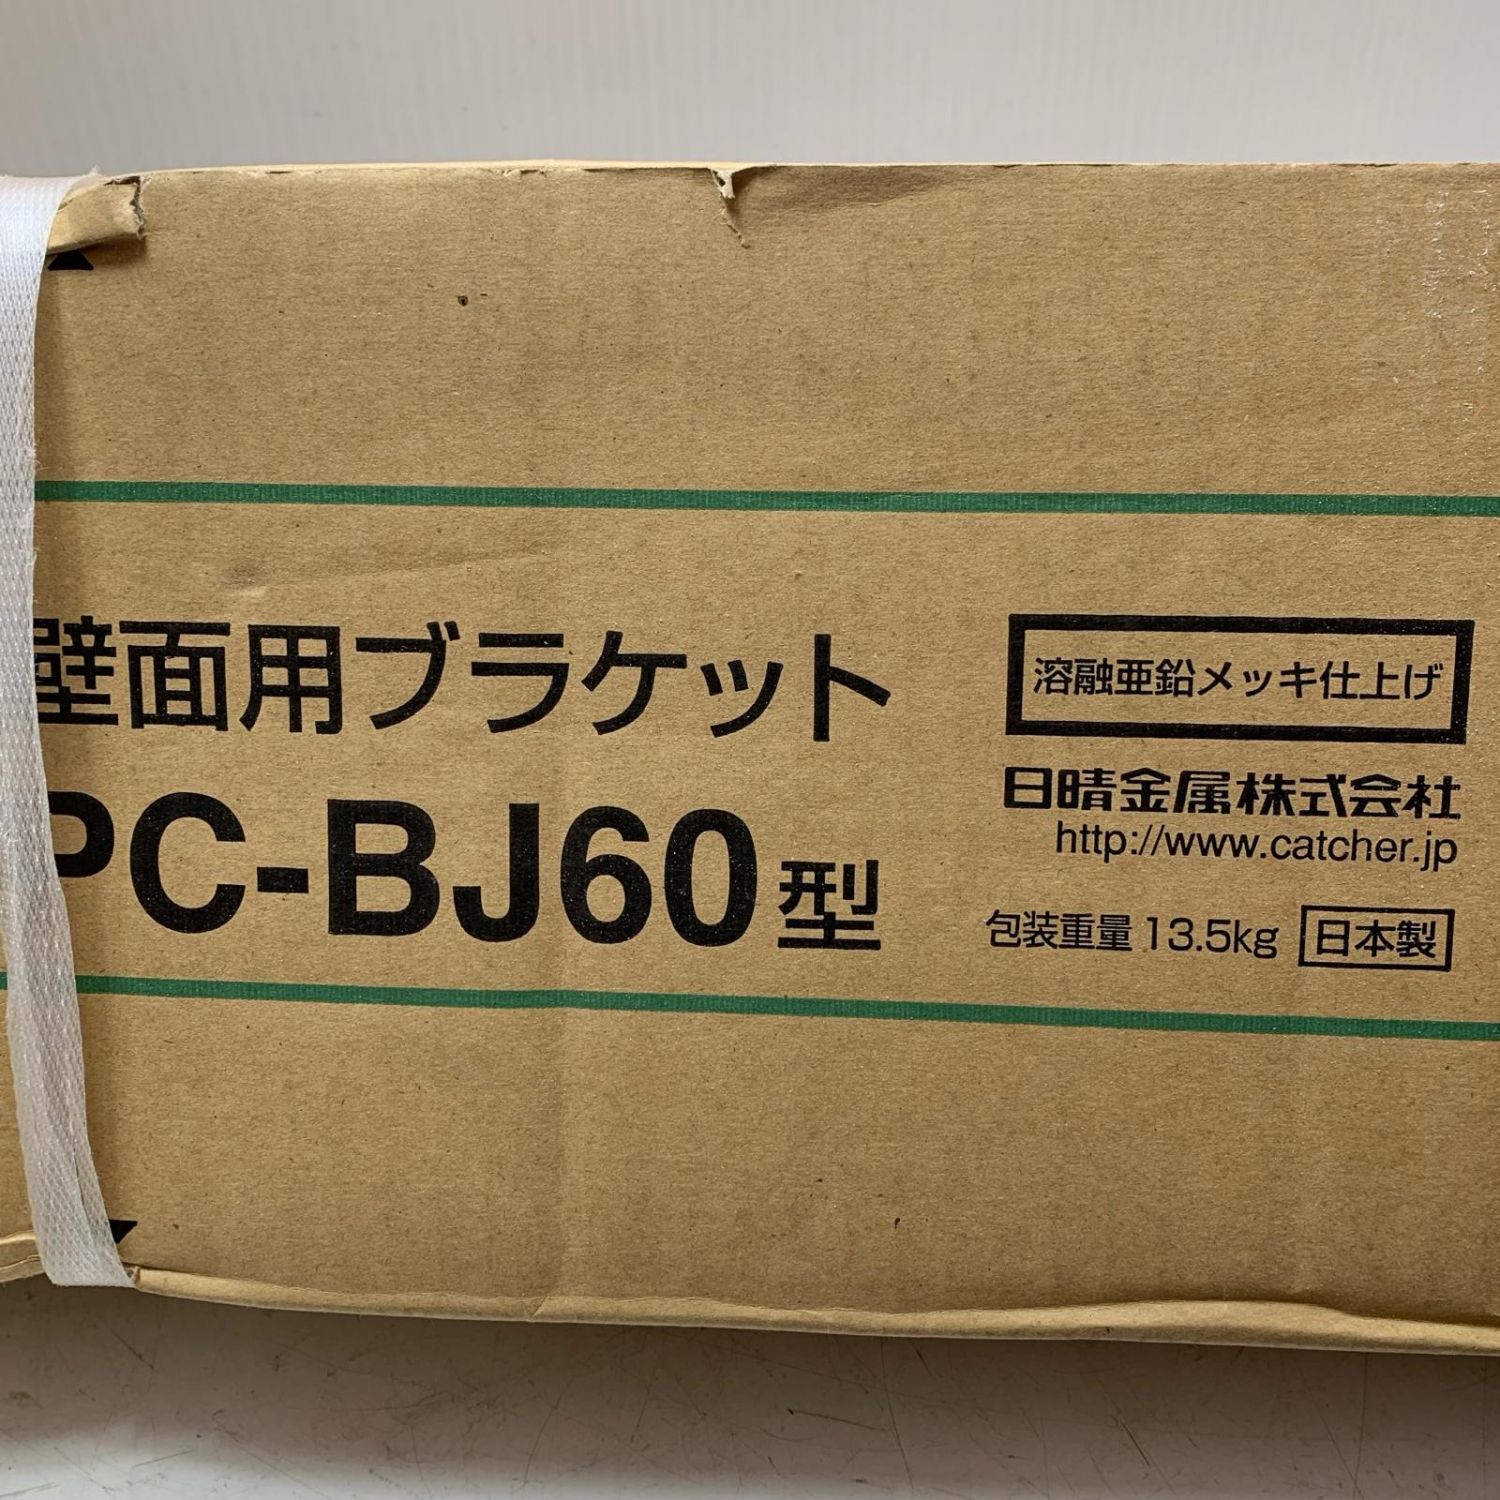 壁面用ブラケット
PC-BJ60型
溶融亜鉛メッキ仕上げ
日晴金属株式会社
http://www.catcher.jp
包装重量 13.5kg 日本製